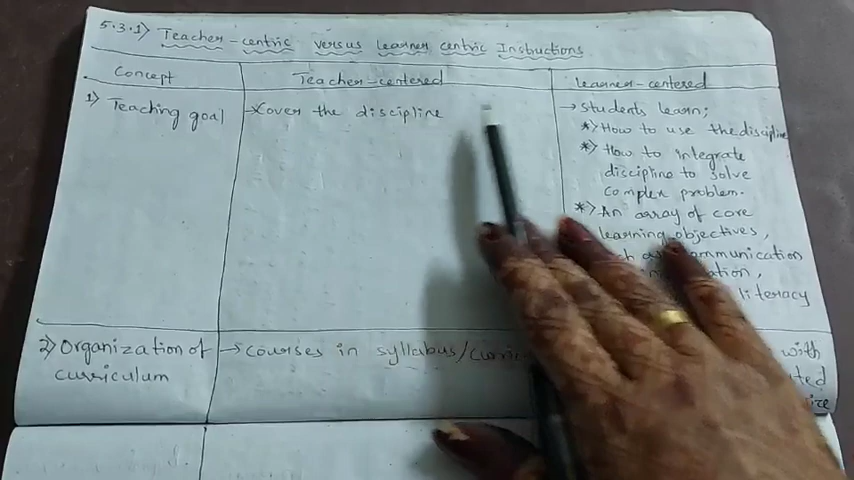 5.3.1) Teacher-centric versus learner centric Instructions
Concept Teacher-centered learner-centered
1) Teaching goal → Cover the discipline → Students learn;
*) How to use the discipline
*) How to integrate
discipline to solve
complex problem.
*) An array of core
learning objectives,
communication
literacy
2) Organization of → Courses in syllabus/ with
curriculum